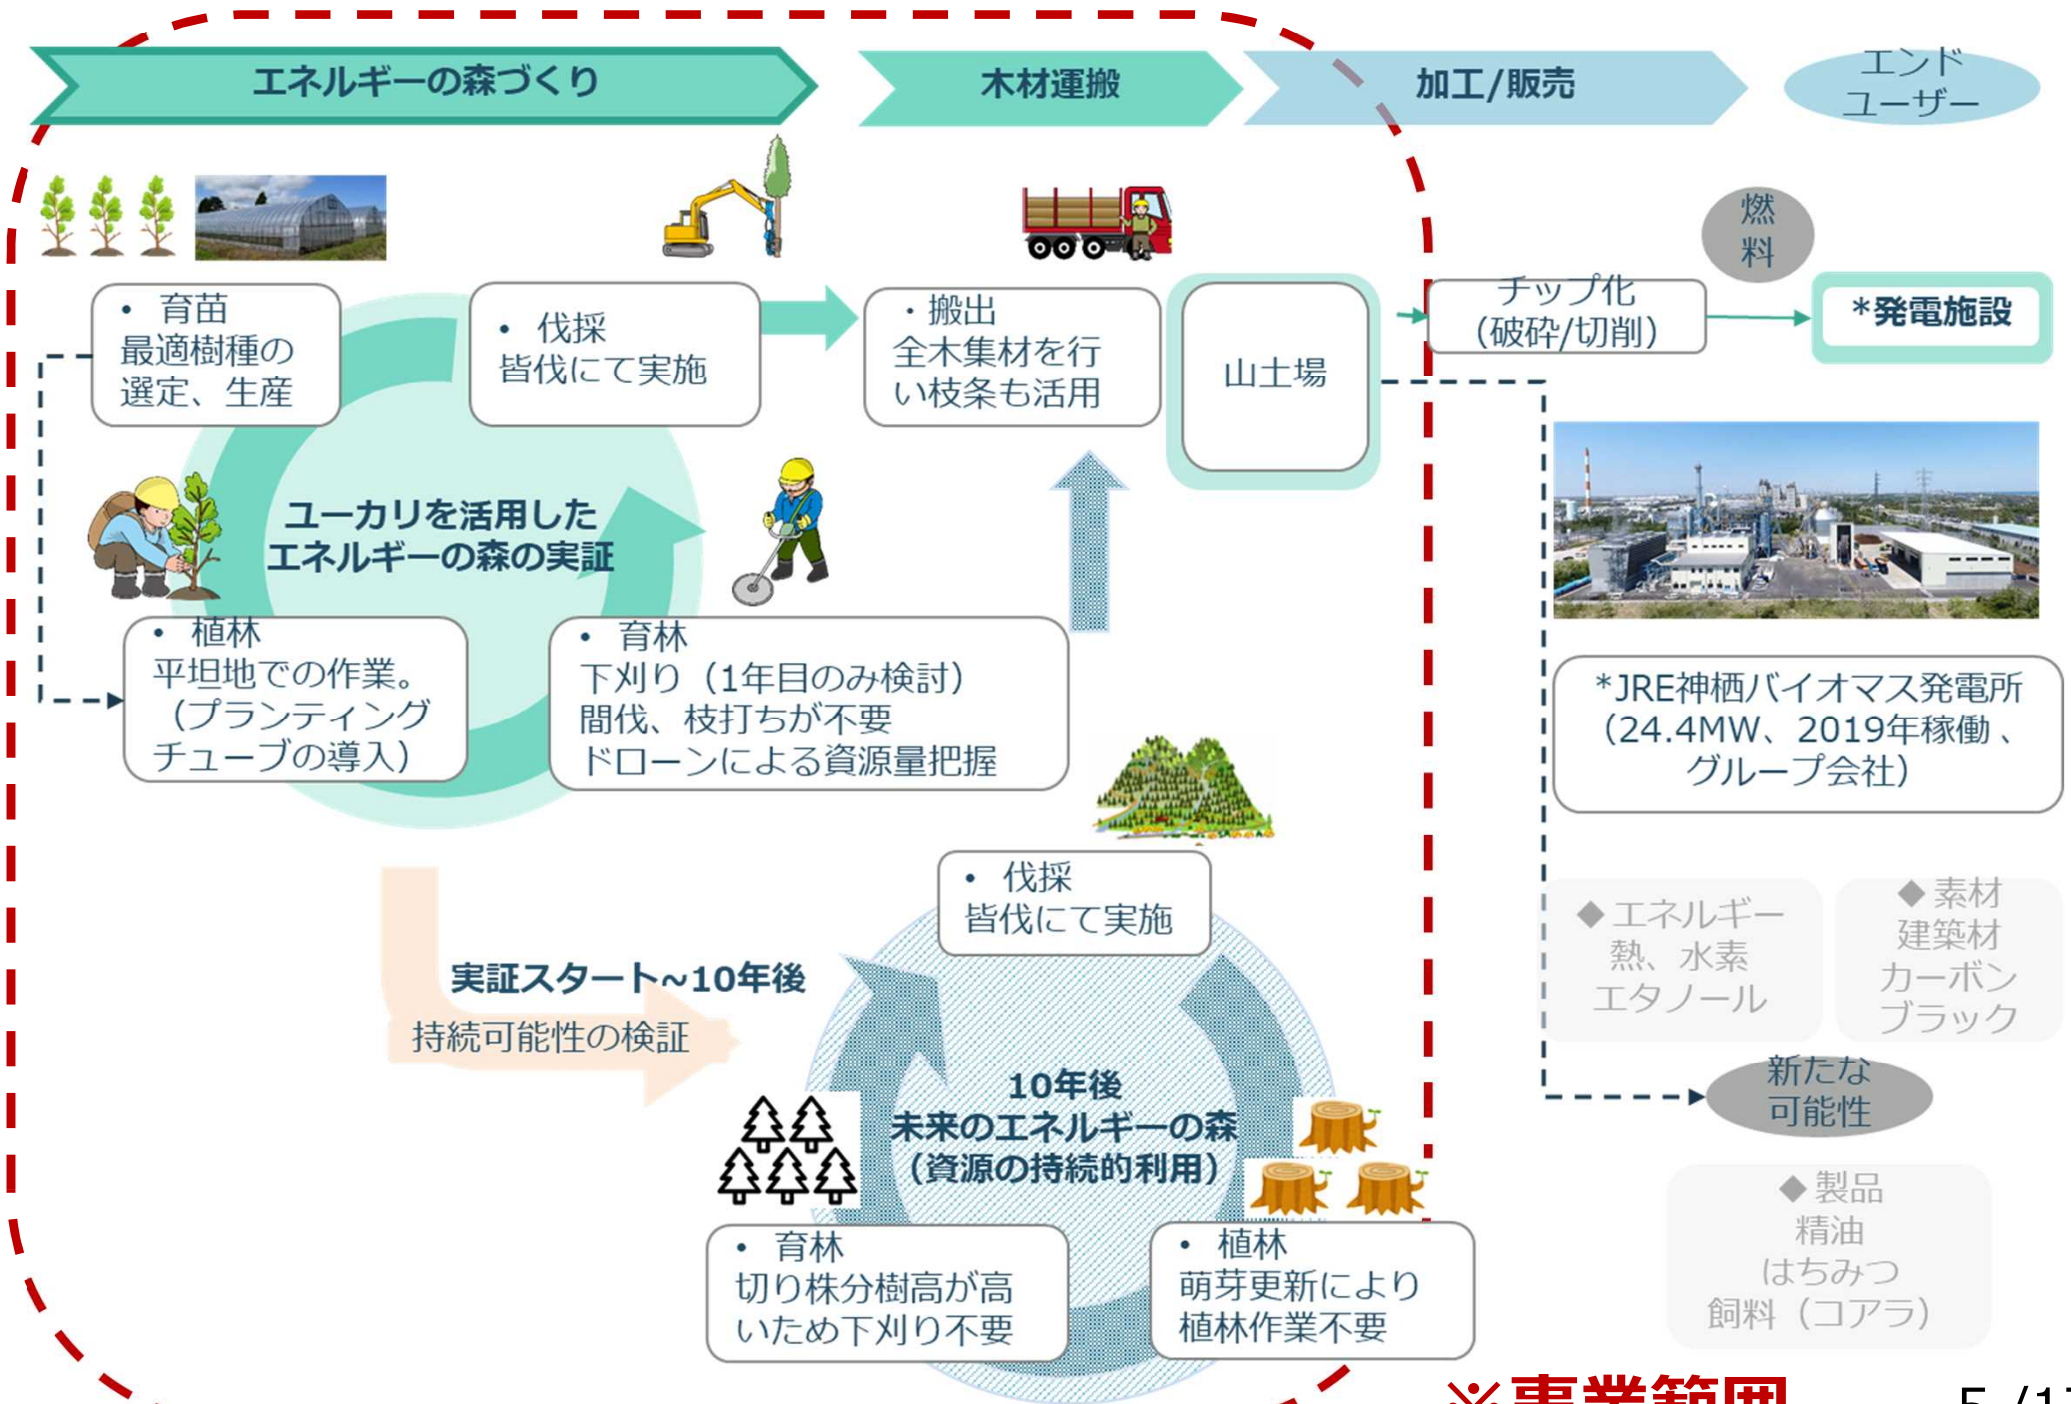 エネルギーの森づくり
木材運搬
加工/販売
エンド
ユーザー
燃
料
• 育苗
最適樹種の
選定、生産
• 伐採
皆伐にて実施
・搬出
全木集材を行
い枝条も活用
山土場
チップ化
(破砕/切削)
*発電施設
ユーカリを活用した
エネルギーの森の実証
• 植林
平坦地での作業。
（プランティング
チューブの導入）
• 育林
下刈り（1年目のみ検討）
間伐、枝打ちが不要
ドローンによる資源量把握
*JRE神栖バイオマス発電所
（24.4MW、2019年稼働、
グループ会社）
• 伐採
皆伐にて実施
実証スタート~10年後
持続可能性の検証
10年後
未来のエネルギーの森
（資源の持続的利用）
• 育林
切り株分樹高が高
いため下刈り不要
• 植林
萌芽更新により
植林作業不要
◆エネルギー
熱、水素
エタノール
◆素材
建築材
カーボン
ブラック
新たな
可能性
◆製品
精油
はちみつ
飼料（コアラ）
※事業範囲